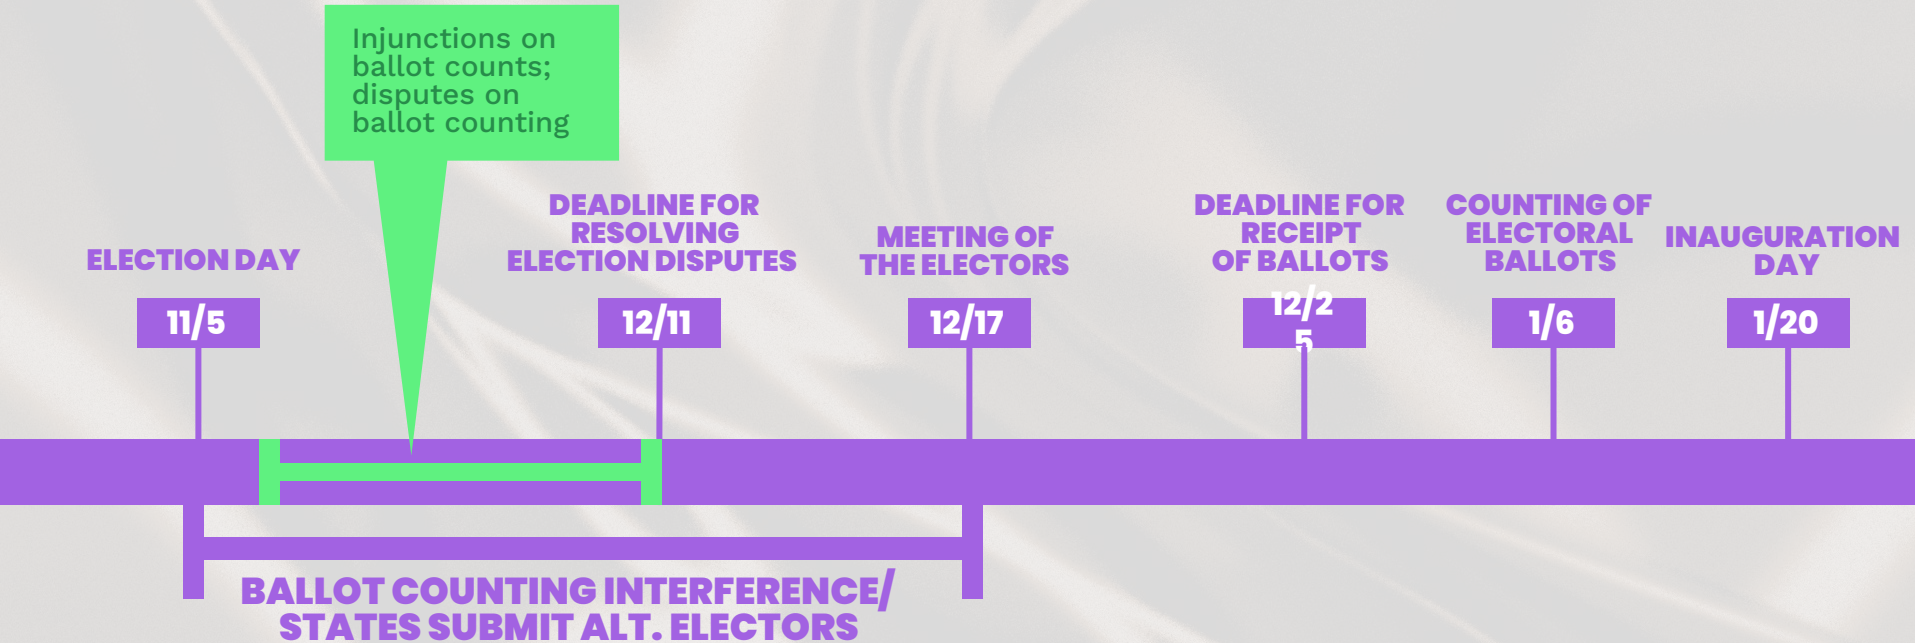 Injunctions on
ballot counts;
disputes on
ballot counting
ELECTION DAY
11/5
DEADLINE FOR
RESOLVING
ELECTION DISPUTES
12/11
MEETING OF
THE ELECTORS
12/17
DEADLINE FOR
RECEIPT
OF BALLOTS
12/2
5
COUNTING OF
ELECTORAL
BALLOTS
1/6
INAUGURATION
DAY
1/20
BALLOT COUNTING INTERFERENCE/
STATES SUBMIT ALT. ELECTORS